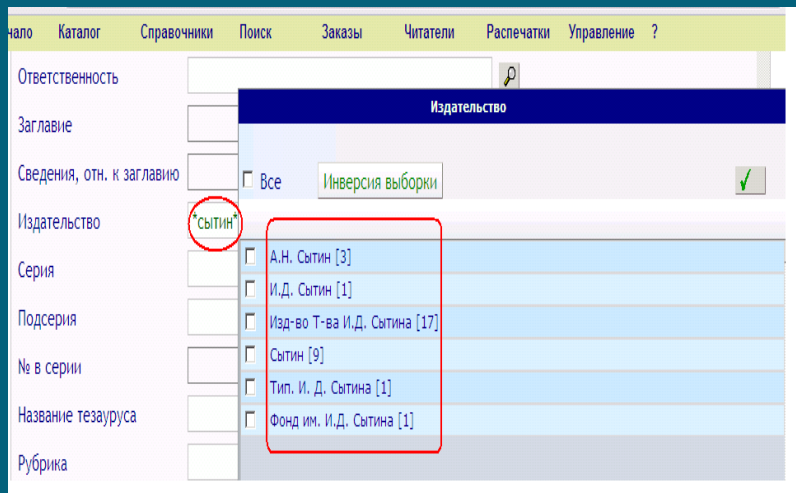 чало Каталог Справочники Поиск Заказы Читатели Распечатки Управление ?
Ответственность
Издательство
Заглавие
Сведения, отн. к заглавию
Все Инверсия выборки
Издательство *сытин*
Серия
А.Н. Сытин [3]
И.Д. Сытин [1]
Подсерия
Изд-во Т-ва И.Д. Сытина [17]
Сытин [9]
№ в серии
Тип. И. Д. Сытина [1]
Название тезауруса
Фонд им. И.Д. Сытина [1]
Рубрика